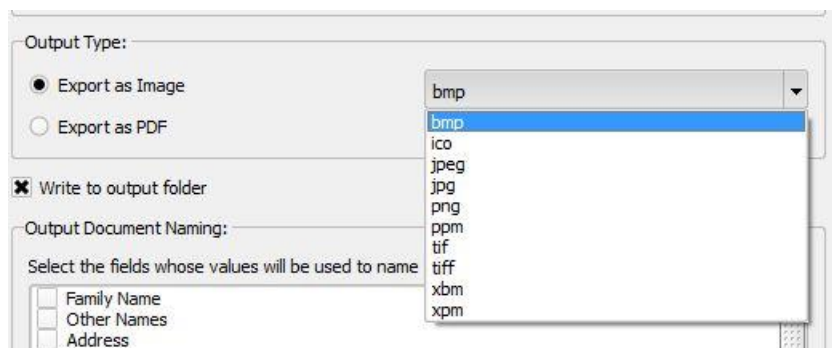 Output Type:
Export as Image
bmp
Export as PDF
bmp
ico
jpeg
jpg
png
ppm
tif
tiff
xbm
xpm
Write to output folder
Output Document Naming:
Select the fields whose values will be used to name
Family Name
Other Names
Address